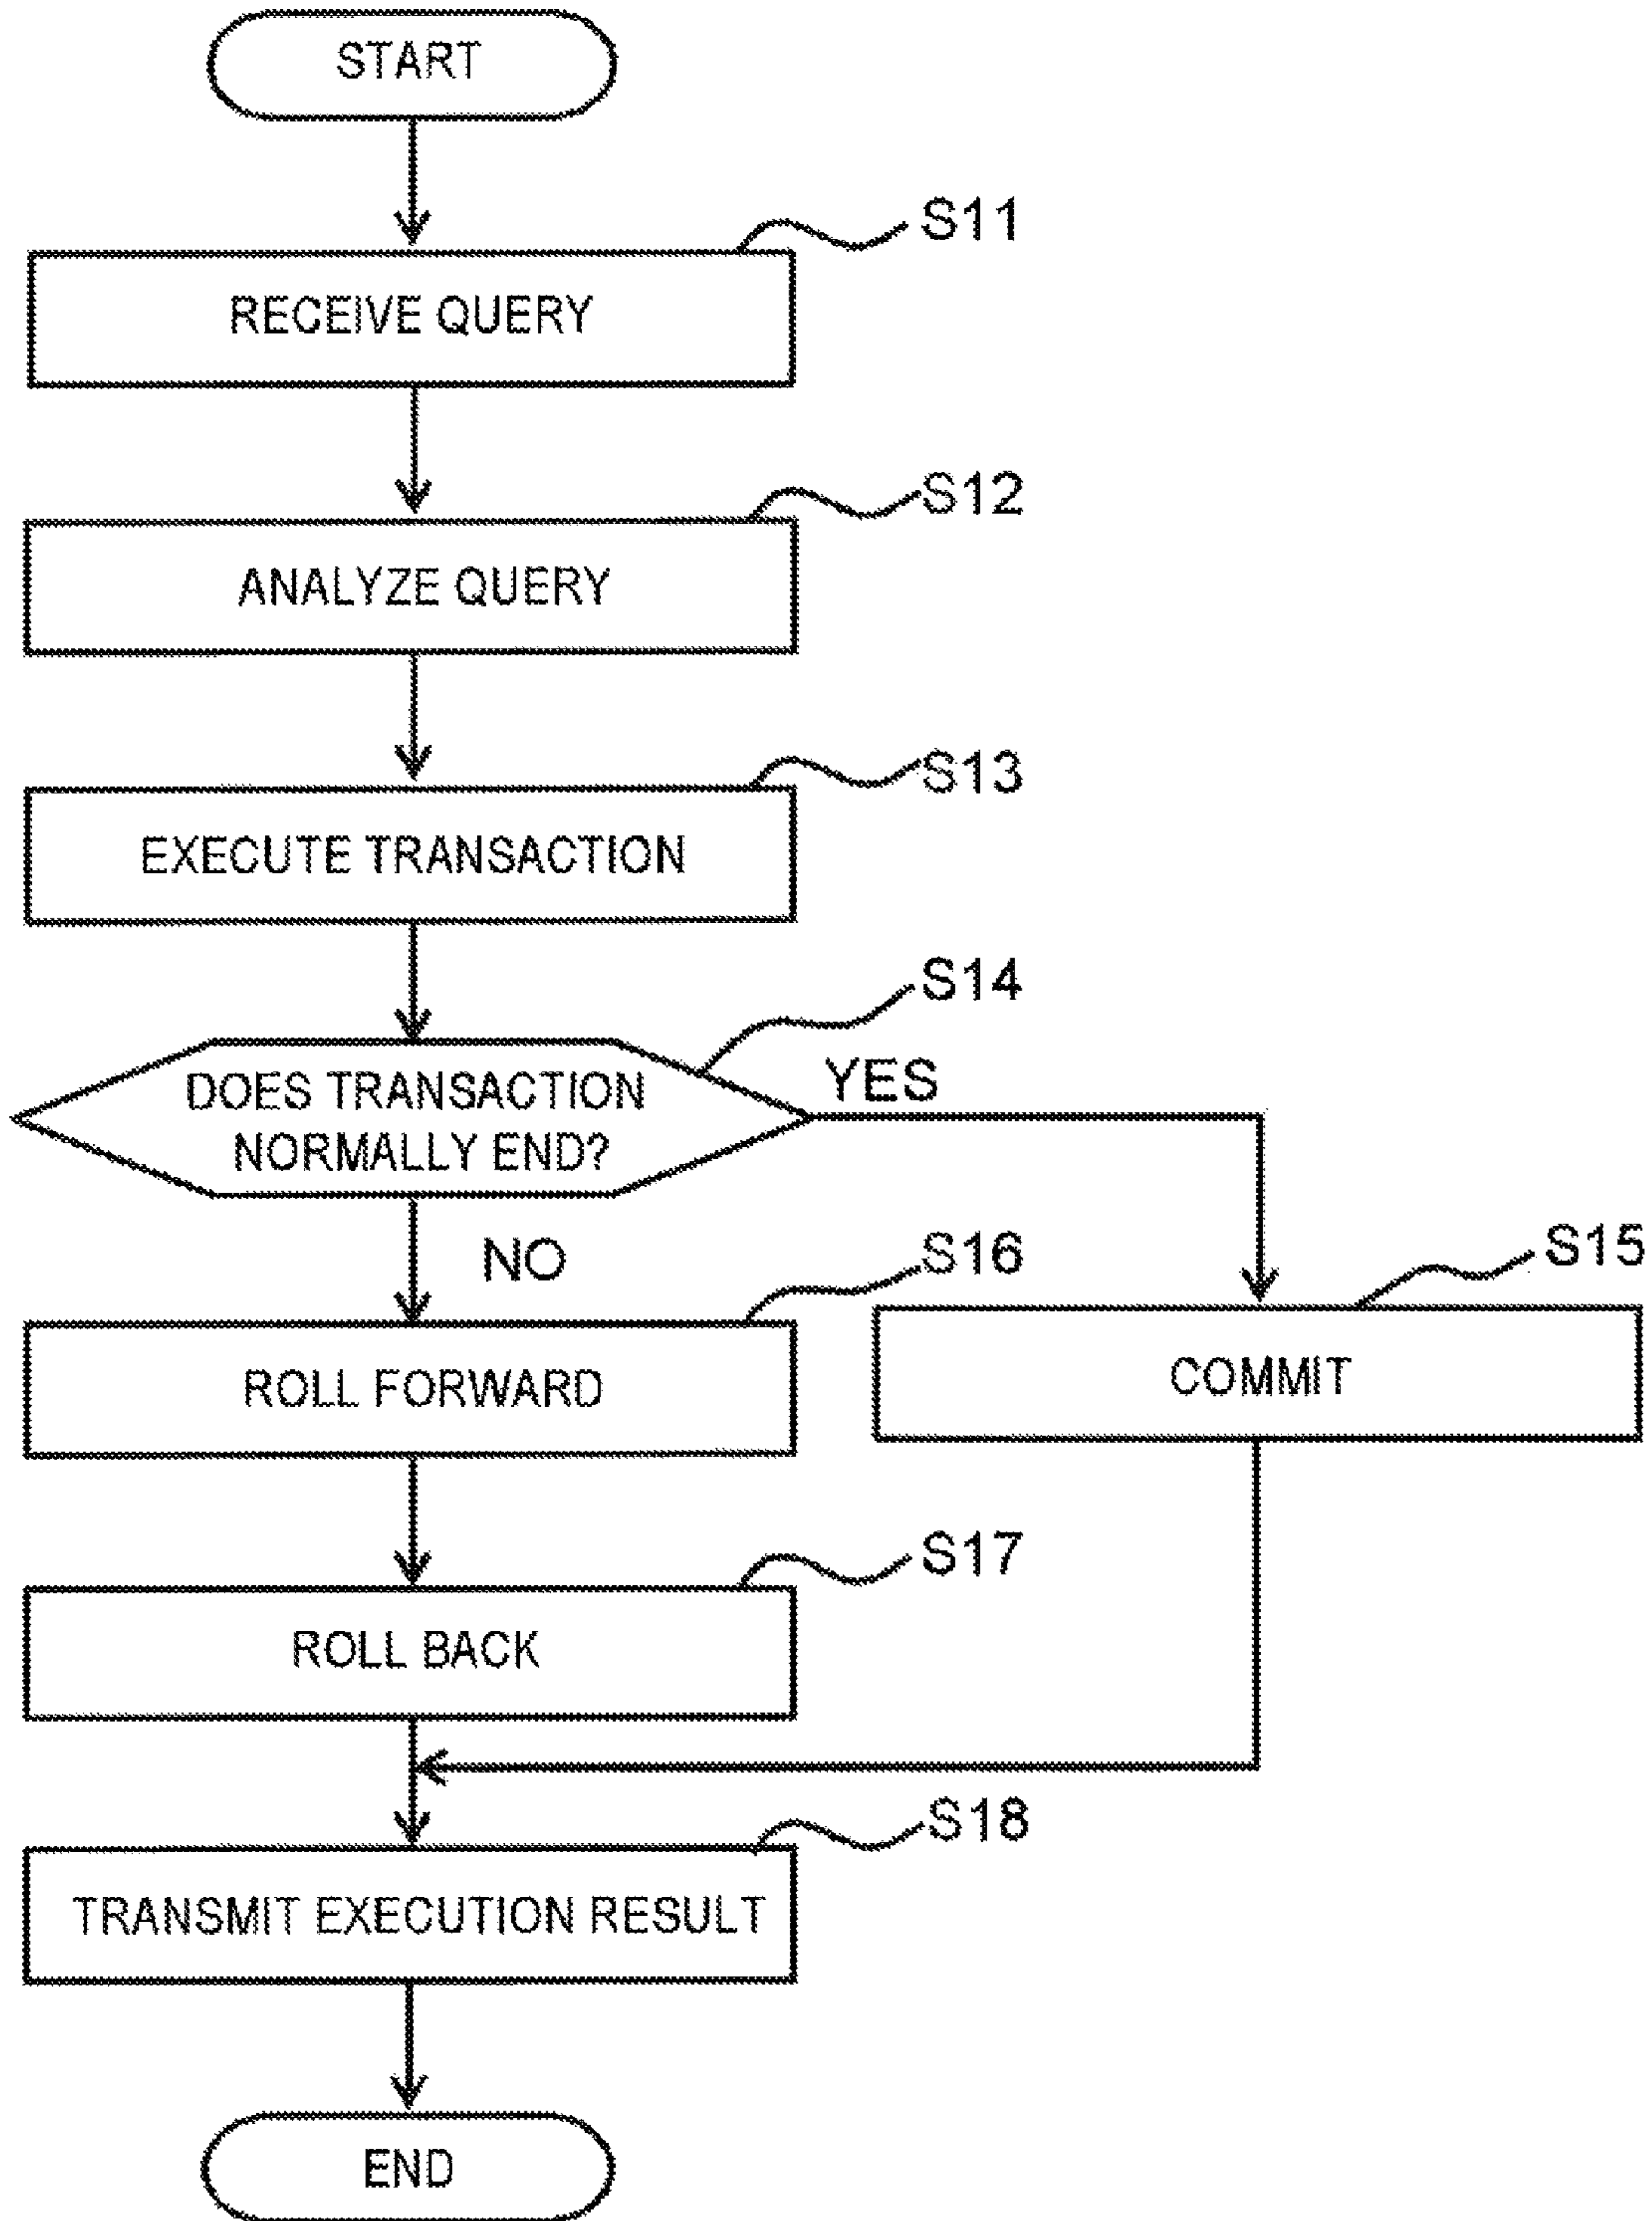 START
S11
RECEIVE QUERY
S12
ANALYZE QUERY
S13
EXECUTE TRANSACTION
S14
DOES TRANSACTION
NORMALLY END?
YES
NO
S16
ROLL FORWARD
S15
COMMIT
S17
ROLL BACK
S18
TRANSMIT EXECUTION RESULT
END